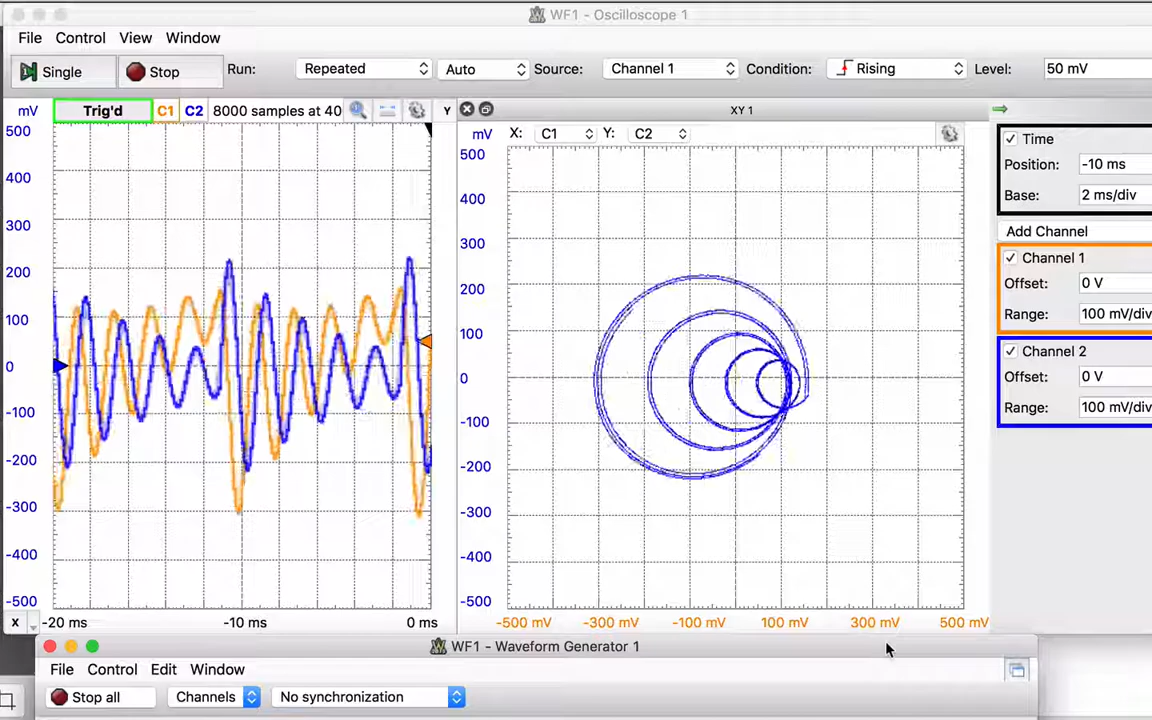 WF1 - Oscilloscope 1
File Control View Window
Single Stop Run: Repeated Auto Source: Channel 1 Condition: Rising Level: 50 mV
mV Trig'd C1 C2 8000 samples at 40 Y XY 1
mV X: C1 Y: C2
500
400
300
200
100
0
-100
-200
-300
-400
-500
X -20 ms -10 ms 0 ms
500
400
300
200
100
0
-100
-200
-300
-400
-500
-500 mV -300 mV -100 mV 100 mV 300 mV 500 mV
Time
Position: -10 ms
Base: 2 ms/div
Add Channel
Channel 1
Offset: 0 V
Range: 100 mV/div
Channel 2
Offset: 0 V
Range: 100 mV/div
WF1 - Waveform Generator 1
File Control Edit Window
Stop all Channels No synchronization